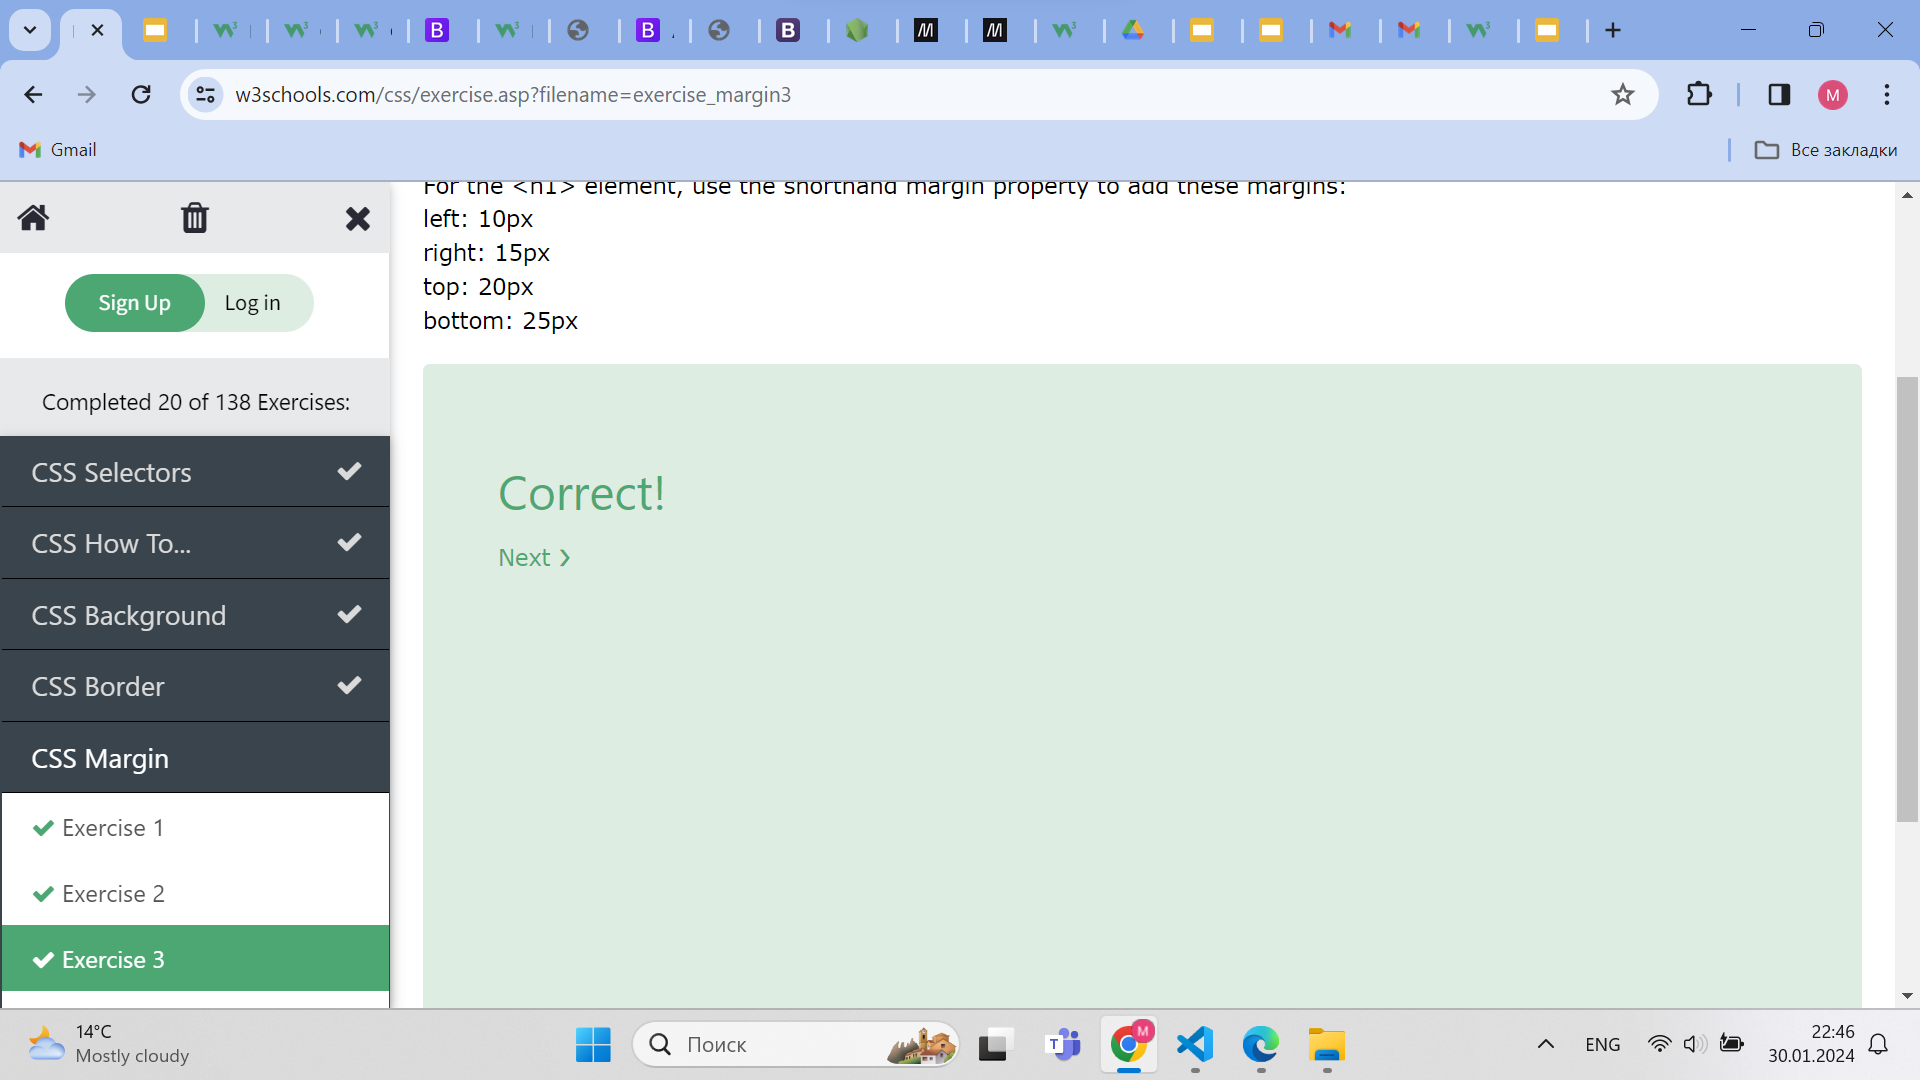 w3schools.com/css/exercise.asp?filename=exercise_margin3
M
Gmail
Все закладки
For the <h1> element, use the shorthand margin property to add these margins:
left: 10px
right: 15px
top: 20px
bottom: 25px
Sign Up
Log in
Completed 20 of 138 Exercises:
CSS Selectors
CSS How To...
CSS Background
CSS Border
CSS Margin
Exercise 1
Exercise 2
Exercise 3
Correct!
Next ❯
14°C
Mostly cloudy
Поиск
M
ENG
22:46
30.01.2024